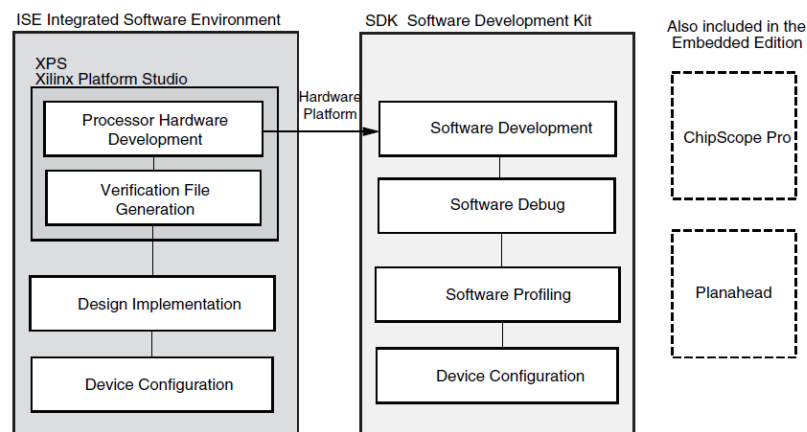 ISE Integrated Software Environment
XPS
Xilinx Platform Studio
Processor Hardware
Development
Verification File
Generation
Design Implementation
Device Configuration
Hardware
Platform
SDK Software Development Kit
Software Development
Software Debug
Software Profiling
Device Configuration
Also included in the
Embedded Edition
ChipScope Pro
Planahead